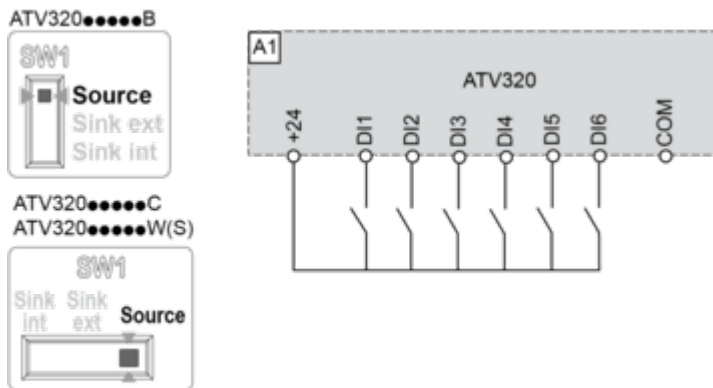 ATV320●●●●●B
SW1
Source
Sink ext
Sink int
ATV320●●●●●C
ATV320●●●●●W(S)
SW1
Sink int
Sink ext
Source
A1
ATV320
+24
DI1
DI2
DI3
DI4
DI5
DI6
COM